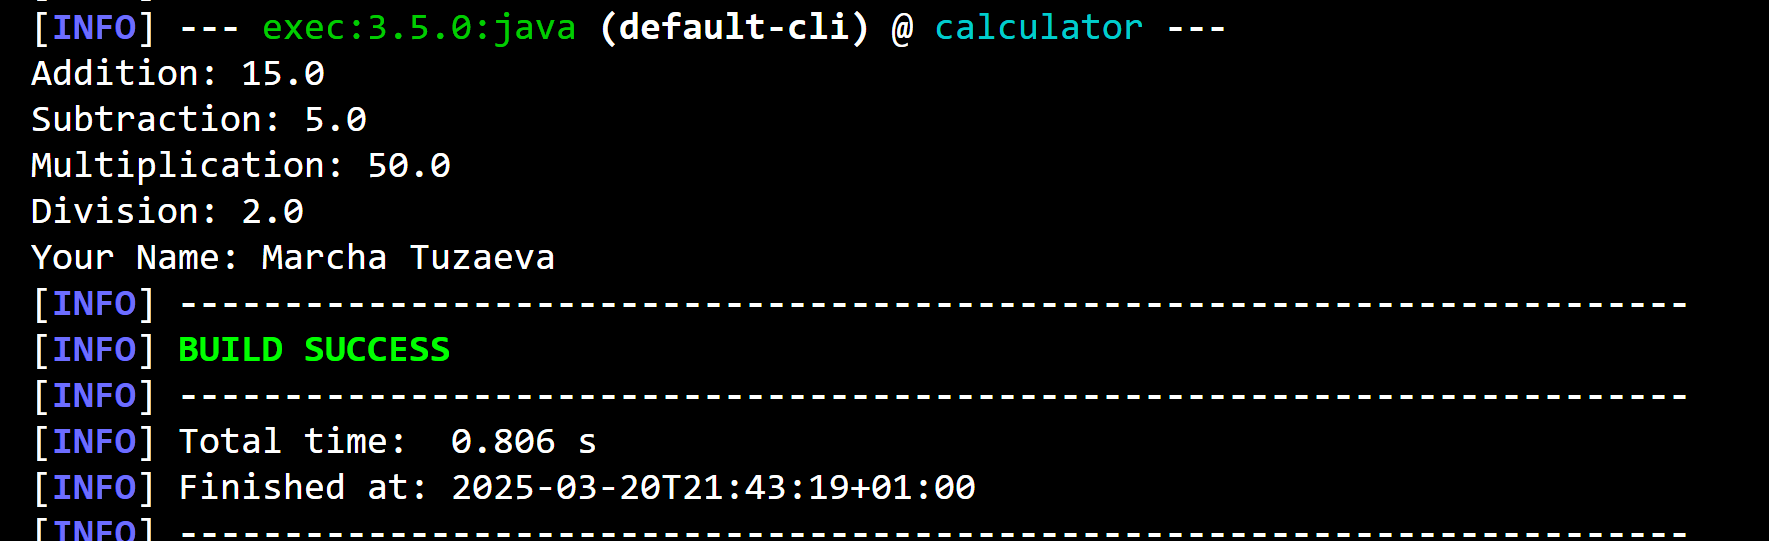 [INFO] --- exec:3.5.0:java (default-cli) @ calculator ---
Addition: 15.0
Subtraction: 5.0
Multiplication: 50.0
Division: 2.0
Your Name: Marcha Tuzaeva
[INFO] ------------------------------------------------------------------------
[INFO] BUILD SUCCESS
[INFO] ------------------------------------------------------------------------
[INFO] Total time:  0.806 s
[INFO] Finished at: 2025-03-20T21:43:19+01:00
[INFO] ------------------------------------------------------------------------